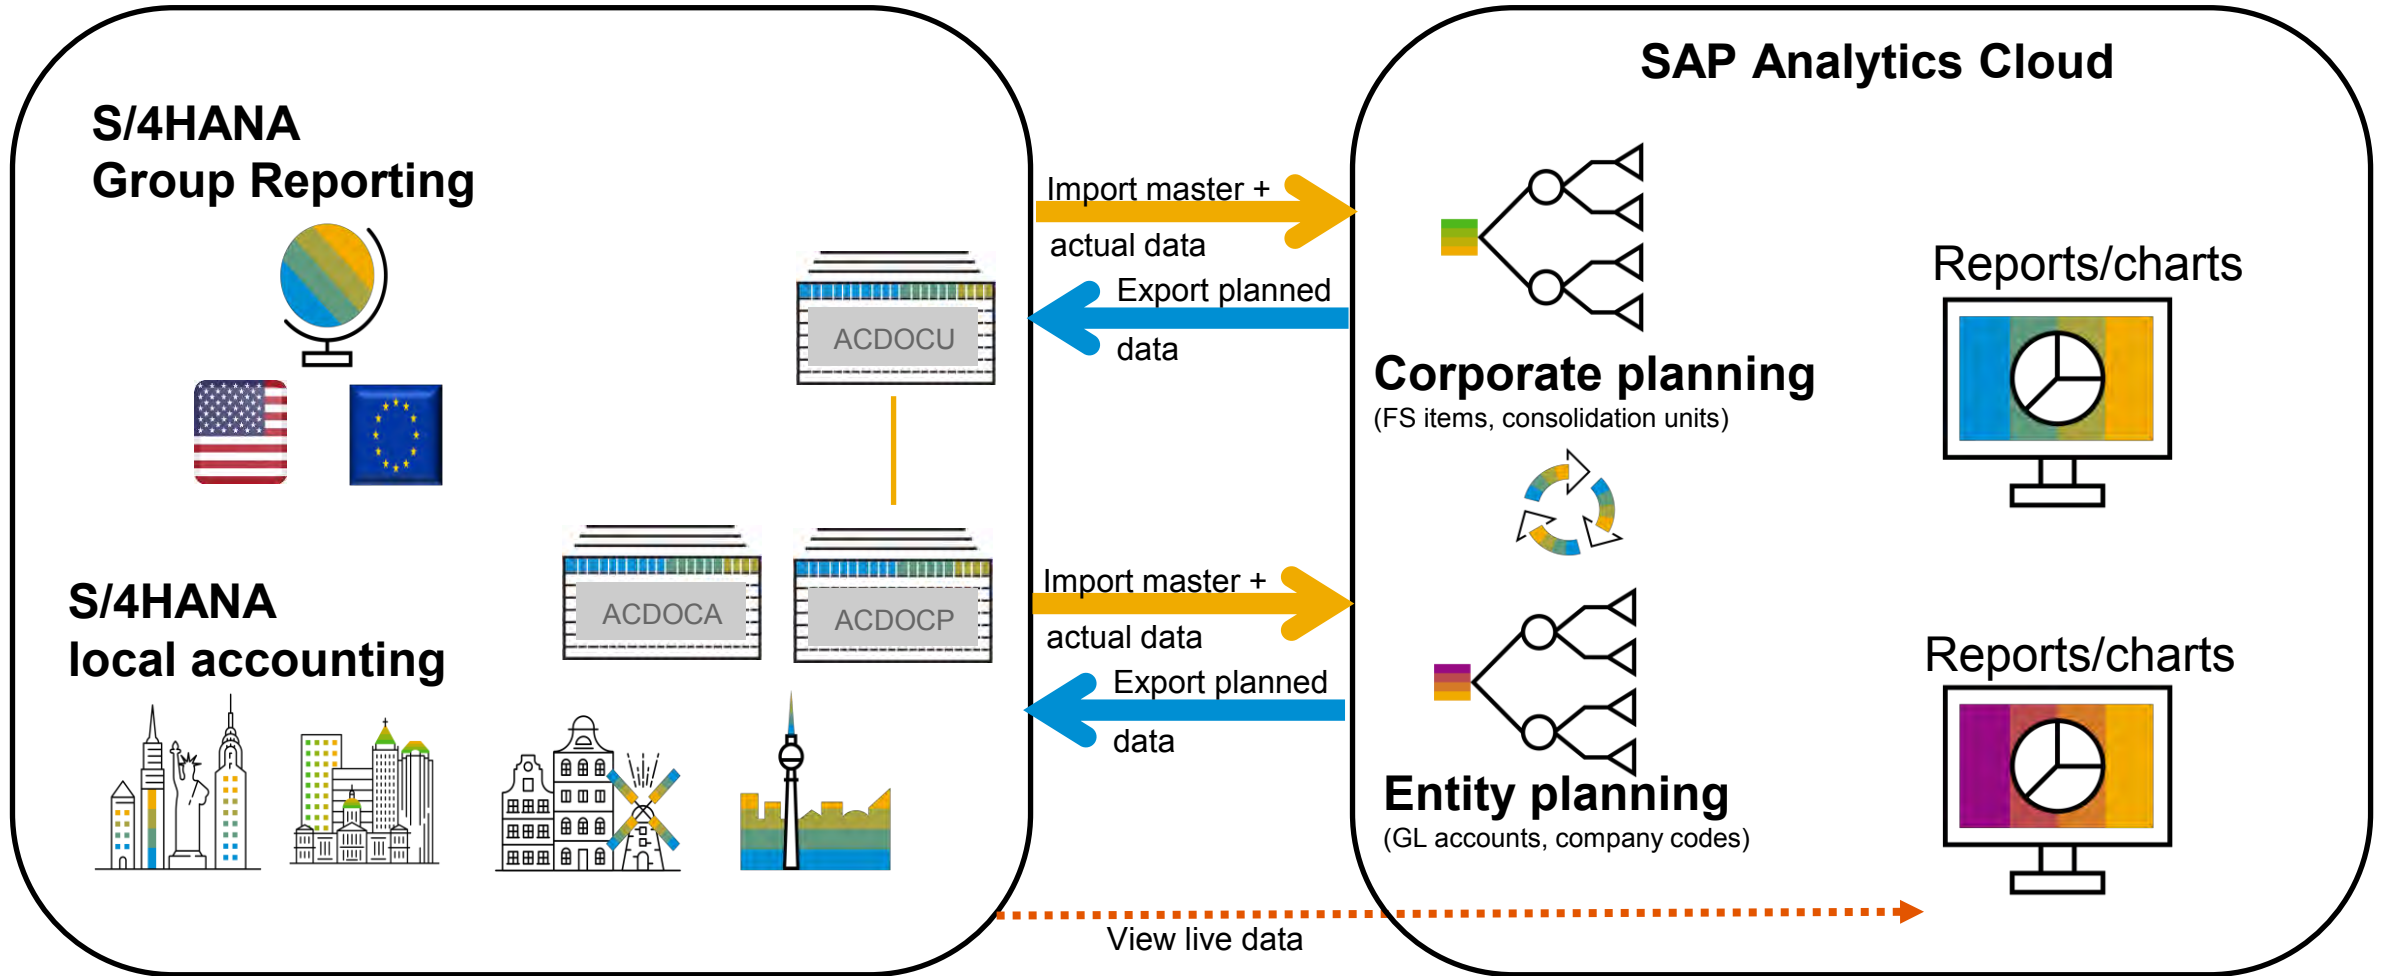 S/4HANA
Group Reporting
ACDOCU
S/4HANA
local accounting
ACDOCA
ACDOCP
Import master +
actual data
Export planned
data
Import master +
actual data
Export planned
data
View live data
SAP Analytics Cloud
Corporate planning
(FS items, consolidation units)
Reports/charts
Entity planning
(GL accounts, company codes)
Reports/charts